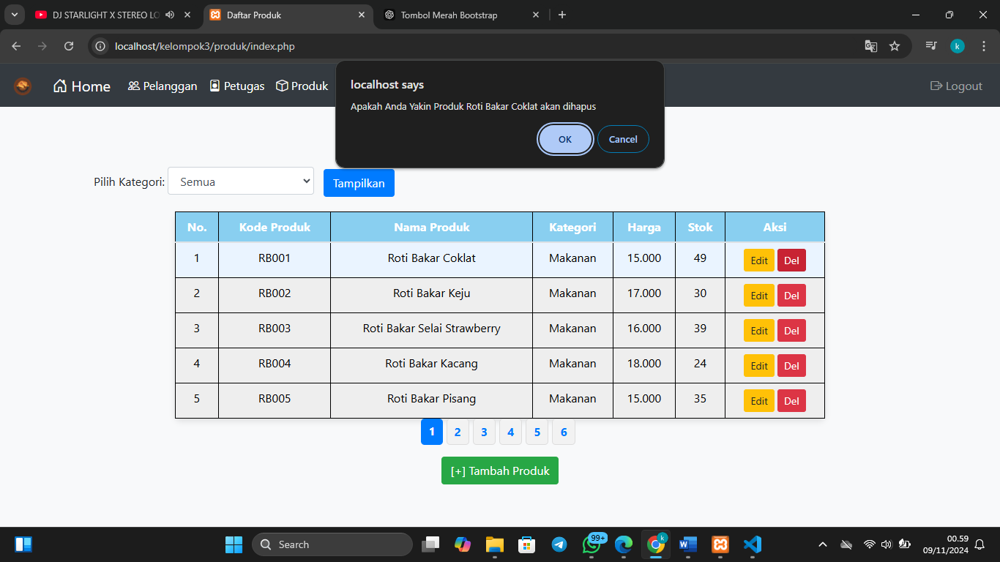 DJ STARLIGHT X STEREO LO
Daftar Produk
Tombol Merah Bootstrap
localhost/kelompok3/produk/index.php
k
Home
Pelanggan
Petugas
Produk
Logout
localhost says
Apakah Anda Yakin Produk Roti Bakar Coklat akan dihapus
OK
Cancel
Pilih Kategori: Semua Tampilkan
No. Kode Produk Nama Produk Kategori Harga Stok Aksi
1 RB001 Roti Bakar Coklat Makanan 15.000 49 Edit Del
2 RB002 Roti Bakar Keju Makanan 17.000 30 Edit Del
3 RB003 Roti Bakar Selai Strawberry Makanan 16.000 39 Edit Del
4 RB004 Roti Bakar Kacang Makanan 18.000 24 Edit Del
5 RB005 Roti Bakar Pisang Makanan 15.000 35 Edit Del
1 2 3 4 5 6
[+] Tambah Produk
Search
99+
k
00.59
09/11/2024